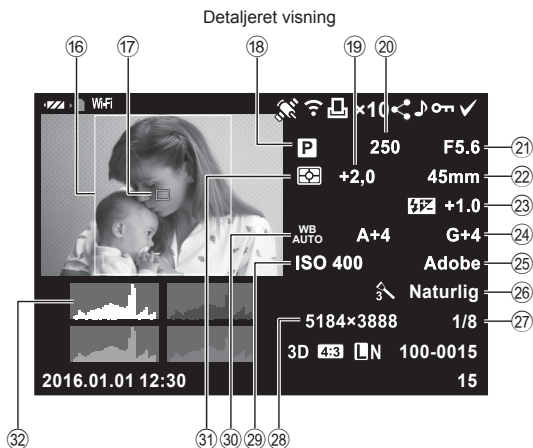 Detaljeret visning
⑯ ⑰ ⑱ ⑲ ⑳
Wi-Fi ×10
P 250 F5.6 ㉑
+2,0 45mm ㉒
+1.0 ㉓
WB AUTO A+4 G+4 ㉔
ISO 400 Adobe ㉕
3 Naturlig ㉖
5184×3888 1/8 ㉗
3D 4:3 LN 100-0015
2016.01.01 12:30 15
㉜ ㉛ ㉚ ㉙ ㉘